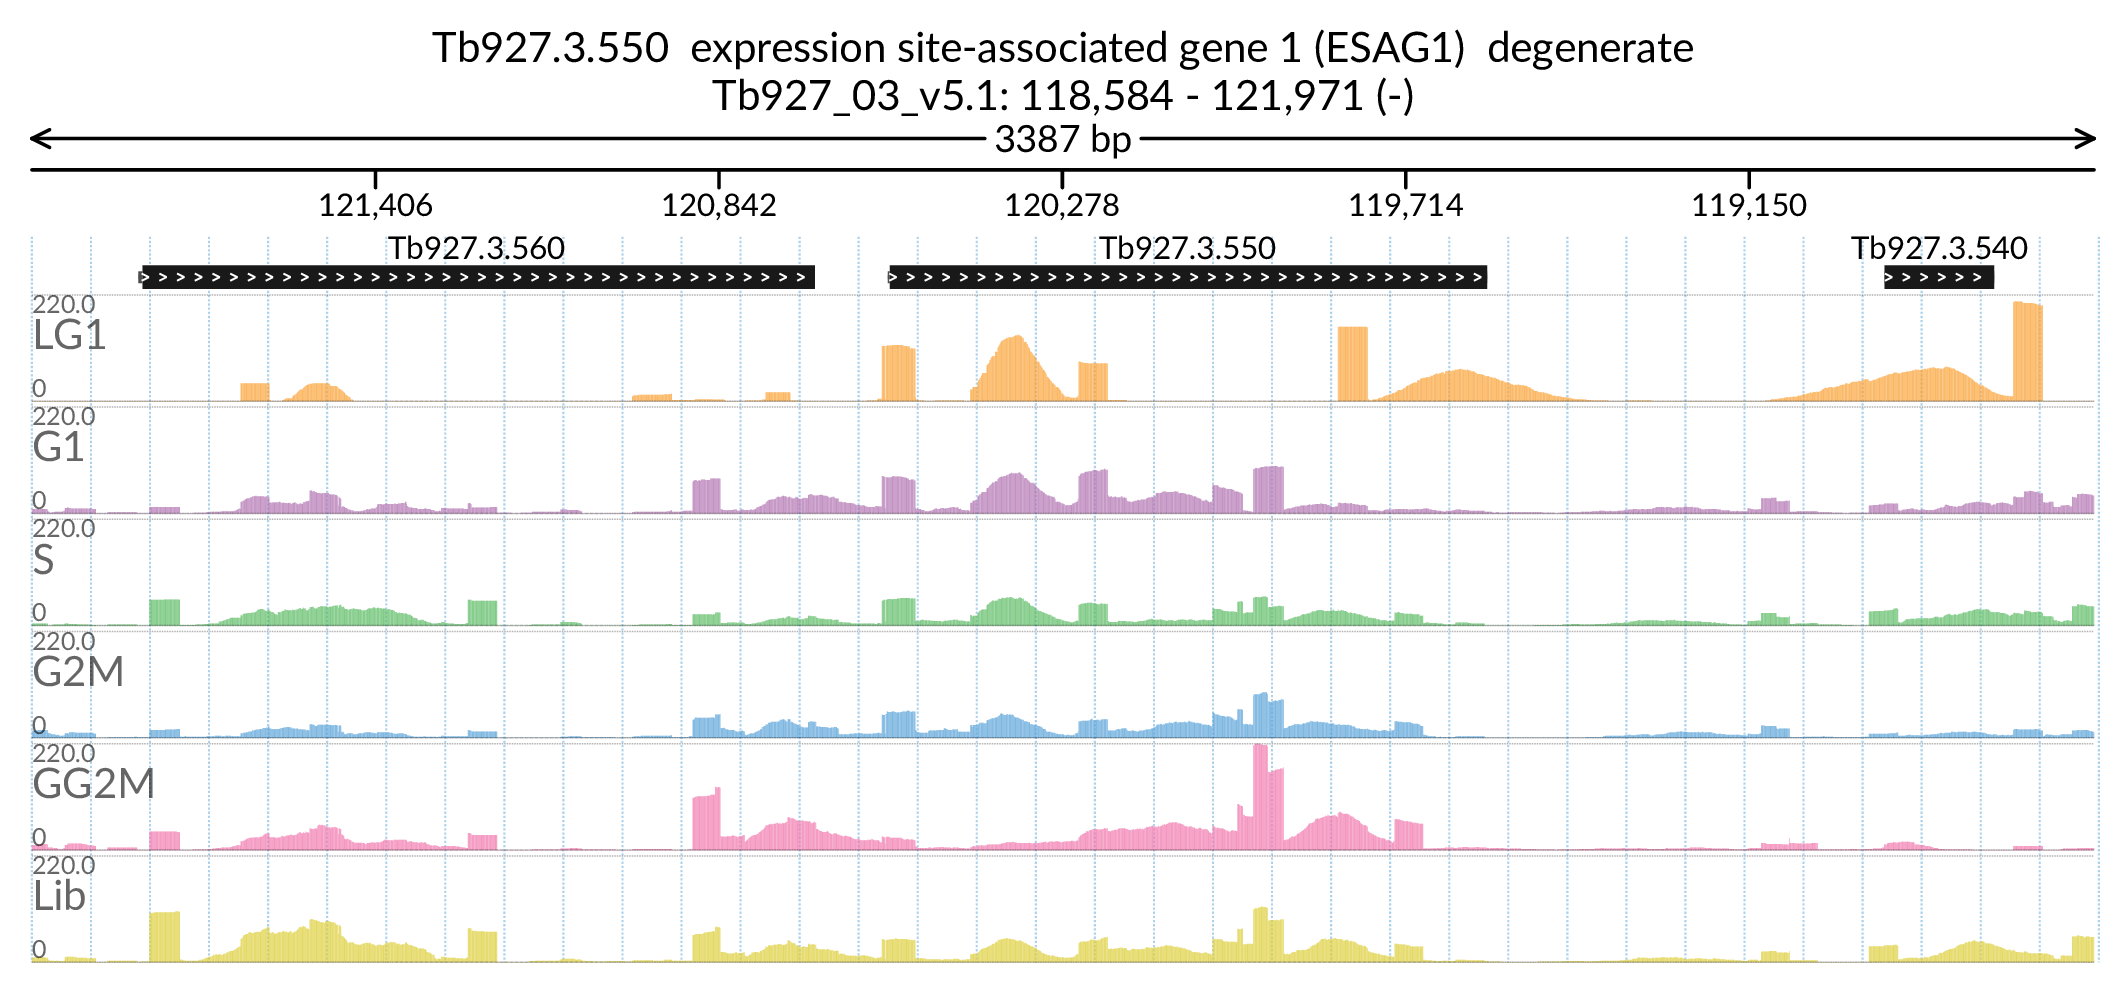 Tb927.3.550 expression site-associated gene 1 (ESAG1) degenerate
Tb927_03_v5.1: 118,584 - 121,971 (-)
3387 bp
121,406 120,842 120,278 119,714 119,150
Tb927.3.560 Tb927.3.550 Tb927.3.540
220.0
LG1
0
220.0
G1
0
220.0
S
0
220.0
G2M
0
220.0
GG2M
0
220.0
Lib
0